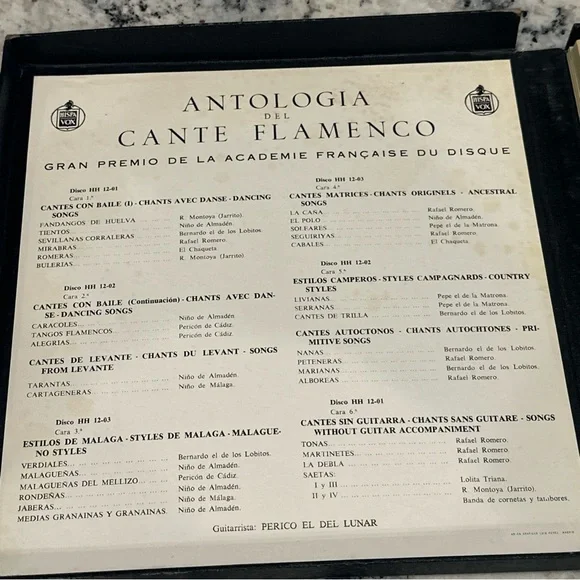 HISPA VOX
ANTOLOGIA
DEL
CANTE FLAMENCO
HISPA VOX
GRAN PREMIO DE LA ACADEMIE FRANÇAISE DU DISQUE
Disco HH 12-01
Cara 1.ª
CANTES CON BAILE (I) - CHANTS AVEC DANSE - DANCING
SONGS
FANDANGOS DE HUELVA ... R. Montoya (Jarrito).
TIENTOS ... Niño de Almadén.
SEVILLANAS CORRALERAS ... Bernardo el de los Lobitos.
MIRABRAS ... Rafael Romero.
ROMERAS ... El Chaqueta.
BULERIAS ... R. Montoya (Jarrito).
Disco HH 12-02
Cara 2.ª
CANTES CON BAILE (Continuación) - CHANTS AVEC DAN-
SE - DANCING SONGS
CARACOLES ... Niño de Almadén.
TANGOS FLAMENCOS ... Pericón de Cádiz.
ALEGRIAS ... Pericón de Cádiz.
CANTES DE LEVANTE - CHANTS DU LEVANT - SONGS
FROM LEVANTE
TARANTAS ... Niño de Almadén.
CARTAGENERAS ... Niño de Málaga.
Disco HH 12-03
Cara 3.ª
ESTILOS DE MALAGA - STYLES DE MALAGA - MALAGUE-
NO STYLES
VERDIALES ... Bernardo el de los Lobitos.
MALAGUEÑAS ... Niño de Almadén.
MALAGUEÑAS DEL MELLIZO ... Pericón de Cádiz.
RONDEÑAS ... Niño de Almadén.
JABERAS ... Niño de Málaga.
MEDIAS GRANAINAS Y GRANAINAS. Niño de Almadén.
Disco HH 12-03
Cara 4.ª
CANTES MATRICES - CHANTS ORIGINELS - ANCESTRAL
SONGS
LA CAÑA ... Rafael Romero.
EL POLO ... Niño de Almadén.
SOLEARES ... Pepe el de la Matrona.
SEGUIRIYAS ... Rafael Romero.
CABALES ... El Chaqueta.
Disco HH 12-02
Cara 5.ª
ESTILOS CAMPEROS - STYLES CAMPAGNARDS - COUNTRY
STYLES
LIVIANAS ... Pepe el de la Matrona.
SERRANAS ... Pepe el de la Matrona.
CANTES DE TRILLA ... Bernardo el de los Lobitos.
CANTES AUTOCTONOS - CHANTS AUTOCHTONES - PRI-
MITIVE SONGS
NANAS ... Bernardo el de los Lobitos.
PETENERAS ... Rafael Romero.
MARIANAS ... Bernardo el de los Lobitos.
ALBOREAS ... Rafael Romero.
Disco HH 12-01
Cara 6.ª
CANTES SIN GUITARRA - CHANTS SANS GUITARE - SONGS
WITHOUT GUITAR ACCOMPANIMENT
TONAS ... Rafael Romero.
MARTINETES ... Rafael Romero.
LA DEBLA ... Rafael Romero.
SAETAS:
I y III ... Lolita Triana.
II y IV ... R. Montoya (Jarrito).
Banda de cornetas y tambores.
Guitarrista: PERICO EL DEL LUNAR